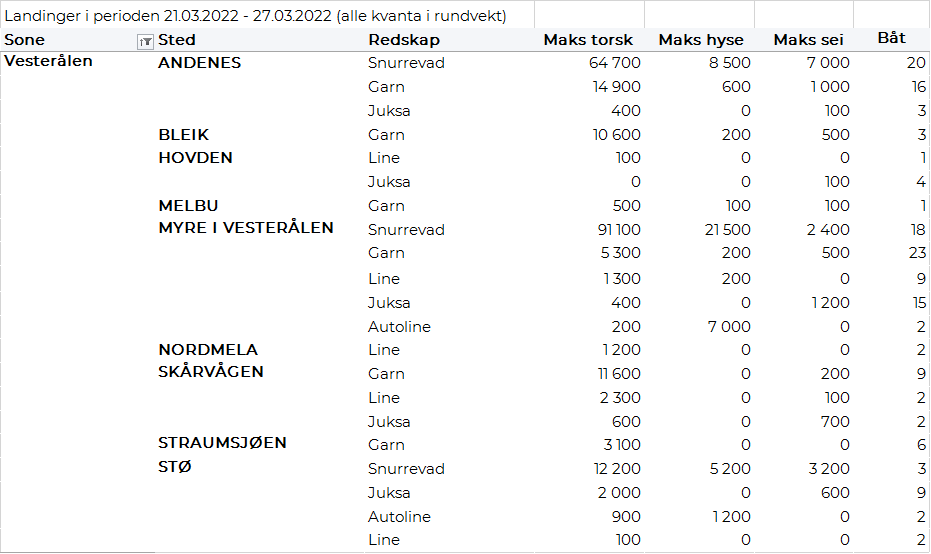 Landinger i perioden 21.03.2022 - 27.03.2022 (alle kvanta i rundvekt)
Sone Sted Redskap Maks torsk Maks hyse Maks sei Båt
Vesterålen ANDENES Snurrevad 64 700 8 500 7 000 20
Garn 14 900 600 1 000 16
Juksa 400 0 100 3
BLEIK Garn 10 600 200 500 3
HOVDEN Line 100 0 0 1
Juksa 0 0 100 4
MELBU Garn 500 100 100 1
MYRE I VESTERÅLEN Snurrevad 91 100 21 500 2 400 18
Garn 5 300 200 500 23
Line 1 300 200 0 9
Juksa 400 0 1 200 15
Autoline 200 7 000 0 2
NORDMELA Line 1 200 0 0 2
SKÅRVÅGEN Garn 11 600 0 200 9
Line 2 300 0 100 2
Juksa 600 0 700 2
STRAUMSJØEN Garn 3 100 0 0 6
STØ Snurrevad 12 200 5 200 3 200 3
Juksa 2 000 0 600 9
Autoline 900 1 200 0 2
Line 100 0 0 2